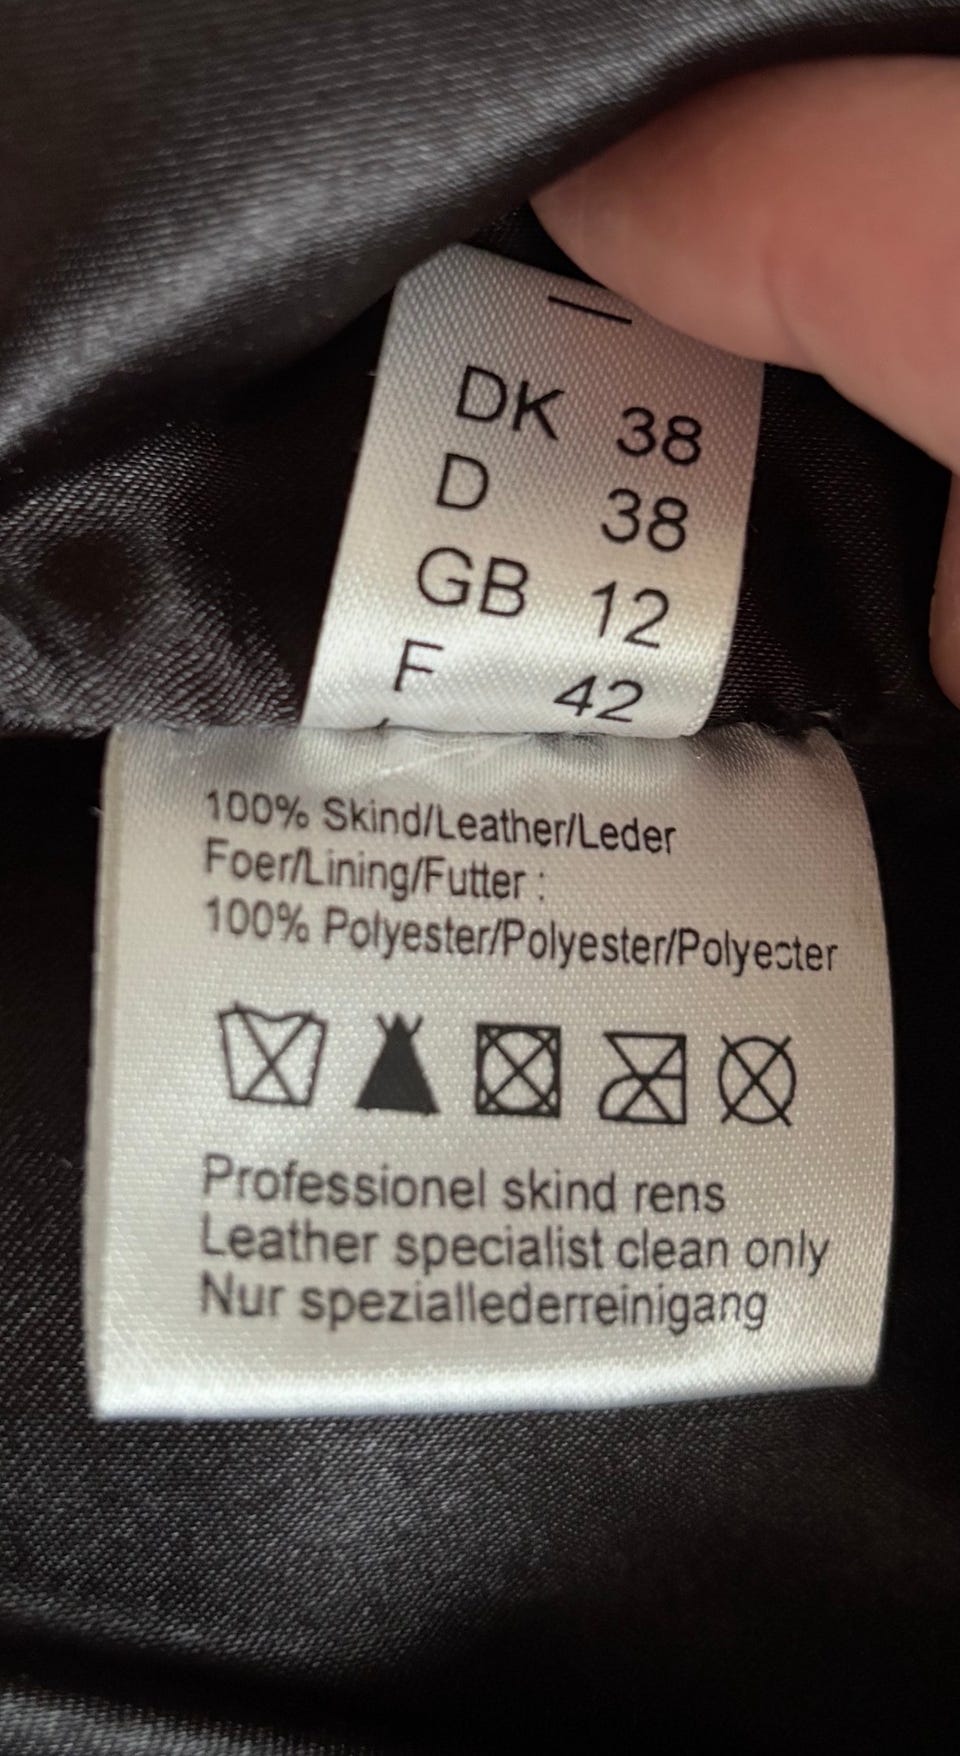 DK 38
D 38
GB 12
F 42
100% Skind/Leather/Leder
Foer/Lining/Futter :
100% Polyester/Polyester/Polyester
Professionel skind rens
Leather specialist clean only
Nur speziallederreinigang